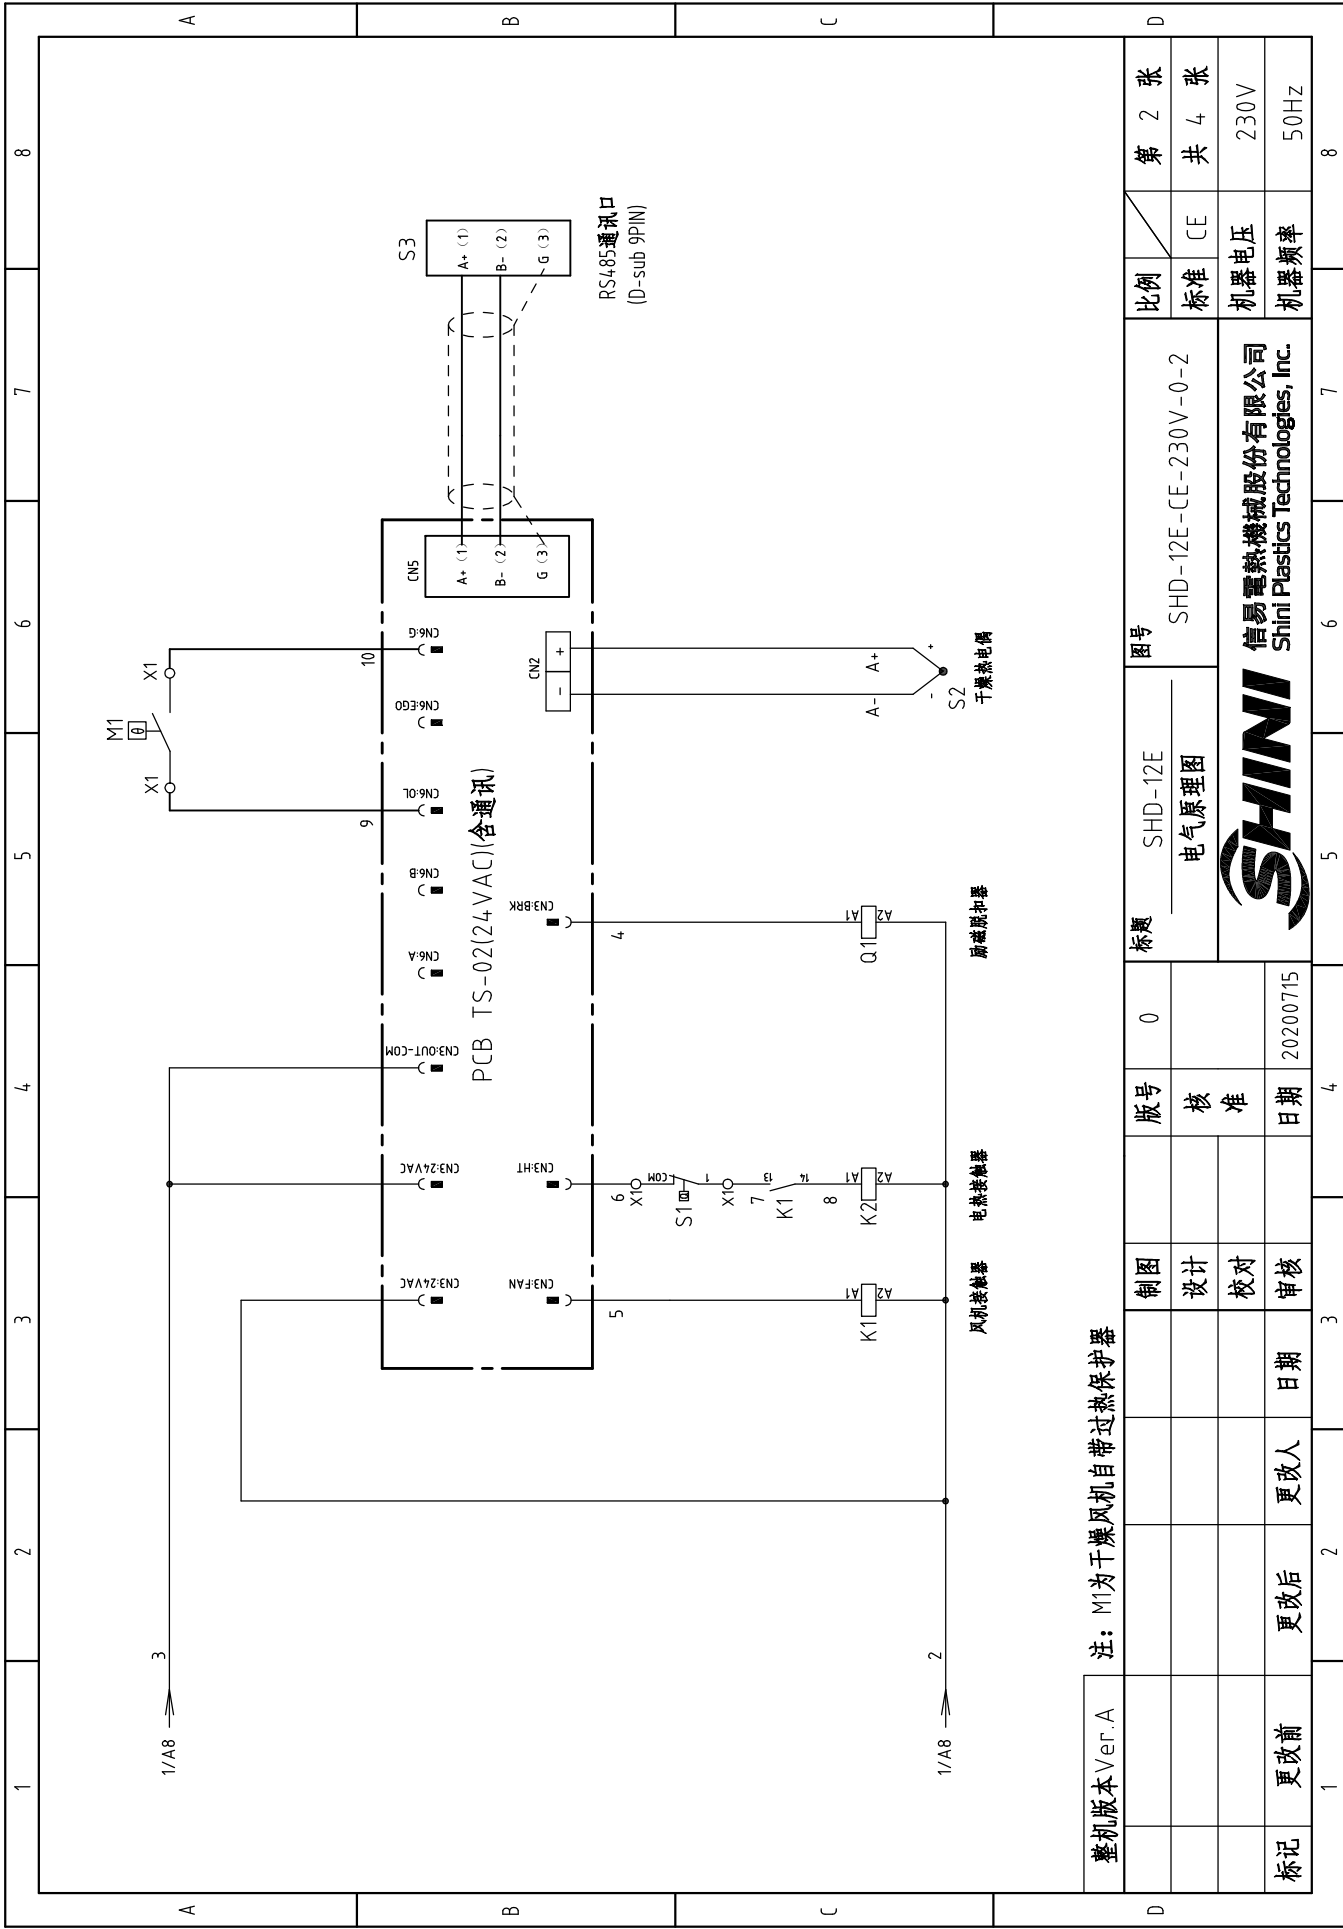 1 2 3 4 5 6 7 8
A
B
C
D
A
B
C
D
1/A8
3
M1
θ
X1
X1
9
10
CN3:24VAC
CN3:24VAC
CN3:OUT-COM
CN6:A
CN6:B
CN6:OL
CN6:EGO
CN6:G
PCB TS-02(24VAC)(含通讯)
CN3:FAN
CN3:HT
CN3:BRK
CN2
- +
CN5
A+ (1)
B- (2)
G (3)
S3
A+ (1)
B- (2)
G (3)
RS485通讯口
(D-sub 9PIN)
5
6
X1
COM
S1
θ
1
X1
7
13
K1
14
8
4
K1
A1
A2
K2
A1
A2
Q1
A1
A2
A- A+
- +
S2
干燥热电偶
1/A8
2
风机接触器
电热接触器
励磁脱扣器
注: M1为干燥风机自带过热保护器
整机版本Ver.A
标记 更改前 更改后 更改人 日期
制图
设计
校对
审核
版号 0
核
准
日期 20200715
标题
SHD-12E
电气原理图
图号
SHD-12E-CE-230V-0-2
SHINI
信易電熱機械股份有限公司
Shini Plastics Technologies, Inc.
比例
第 2 张
标准 CE
共 4 张
机器电压 230V
机器频率 50Hz
1 2 3 4 5 6 7 8